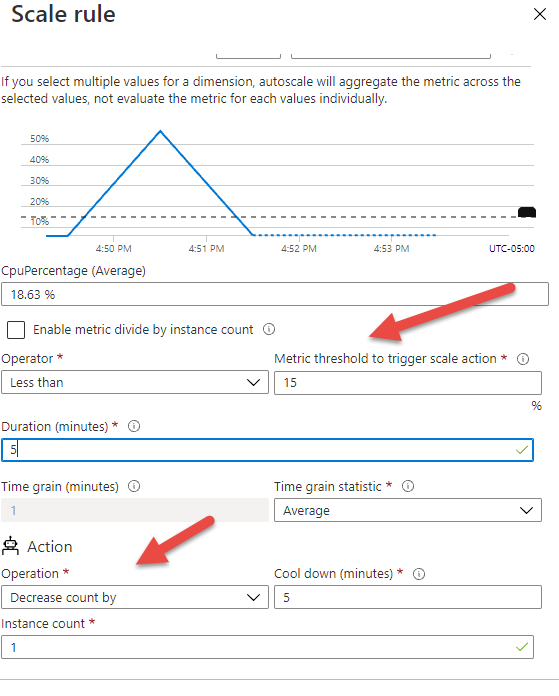 Scale rule
If you select multiple values for a dimension, autoscale will aggregate the metric across the
selected values, not evaluate the metric for each values individually.
50%
40%
30%
20%
10%
4:50 PM 4:51 PM 4:52 PM 4:53 PM UTC-05:00
CpuPercentage (Average)
18.63 %
Enable metric divide by instance count
Operator * Metric threshold to trigger scale action *
Less than 15
%
Duration (minutes) *
5
Time grain (minutes) Time grain statistic *
1 Average
Action
Operation * Cool down (minutes) *
Decrease count by 5
Instance count *
1